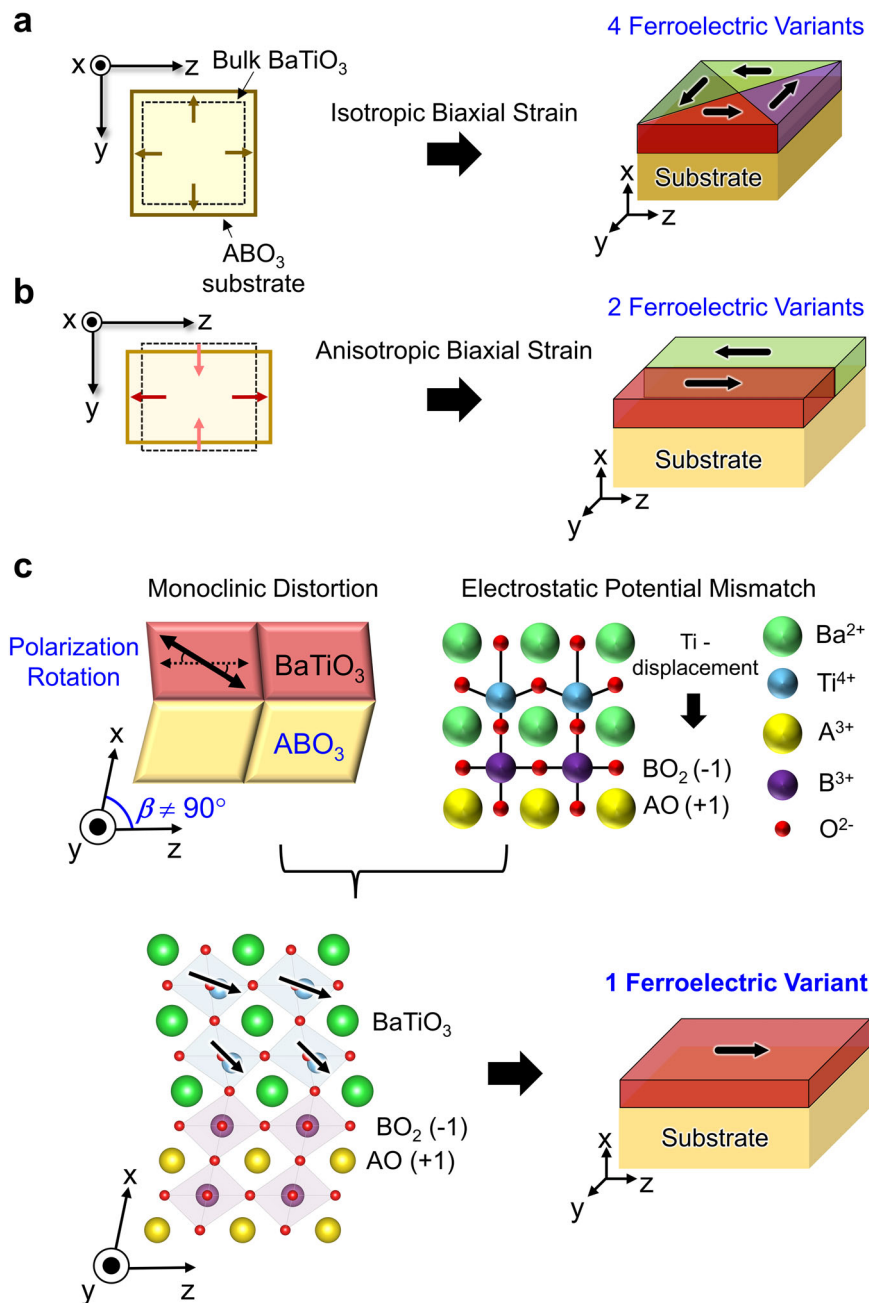 a
x
z
y
Bulk BaTiO₃
ABO₃
substrate
Isotropic Biaxial Strain
4 Ferroelectric Variants
Substrate
x
z
y
b
x
z
y
Anisotropic Biaxial Strain
2 Ferroelectric Variants
Substrate
x
z
y
c
Monoclinic Distortion
Polarization
Rotation
BaTiO₃
ABO₃
x
β ≠ 90°
y
z
Electrostatic Potential Mismatch
Ti -
displacement
BO₂ (-1)
AO (+1)
Ba²⁺
Ti⁴⁺
A³⁺
B³⁺
O²⁻
BaTiO₃
BO₂ (-1)
AO (+1)
x
y
z
1 Ferroelectric Variant
Substrate
x
z
y